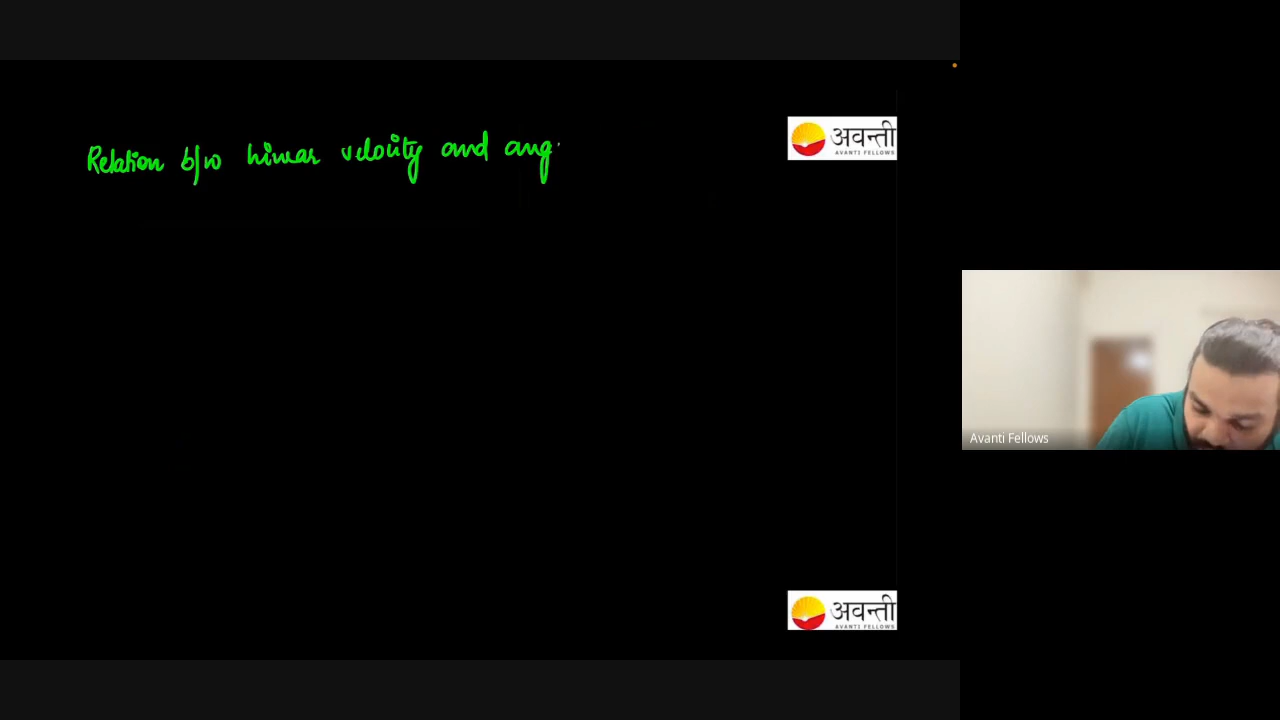 Relation b/w linear velocity and ang
अवन्ती
AVANTI FELLOWS
Avanti Fellows
अवन्ती
AVANTI FELLOWS